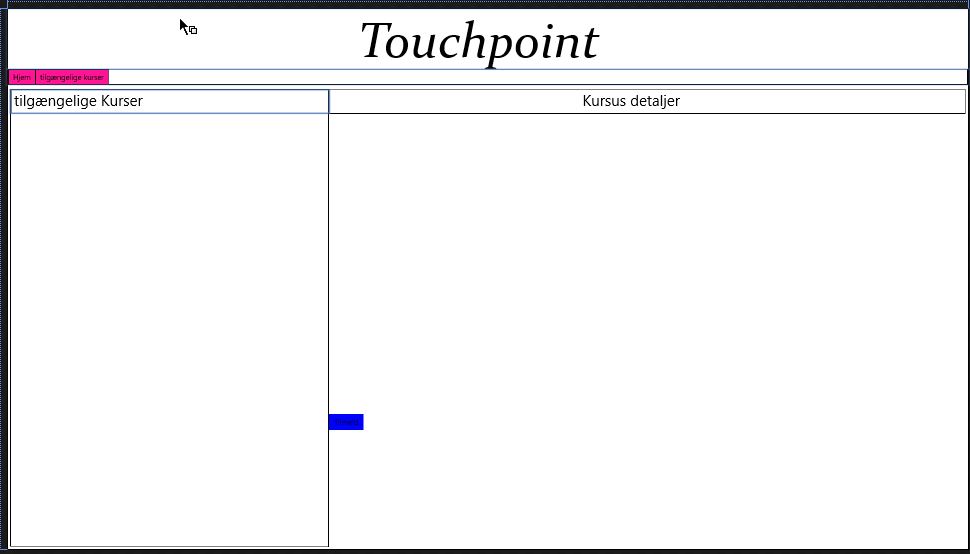 Touchpoint
Hjem tilgængelige kurser
tilgængelige Kurser Kursus detaljer